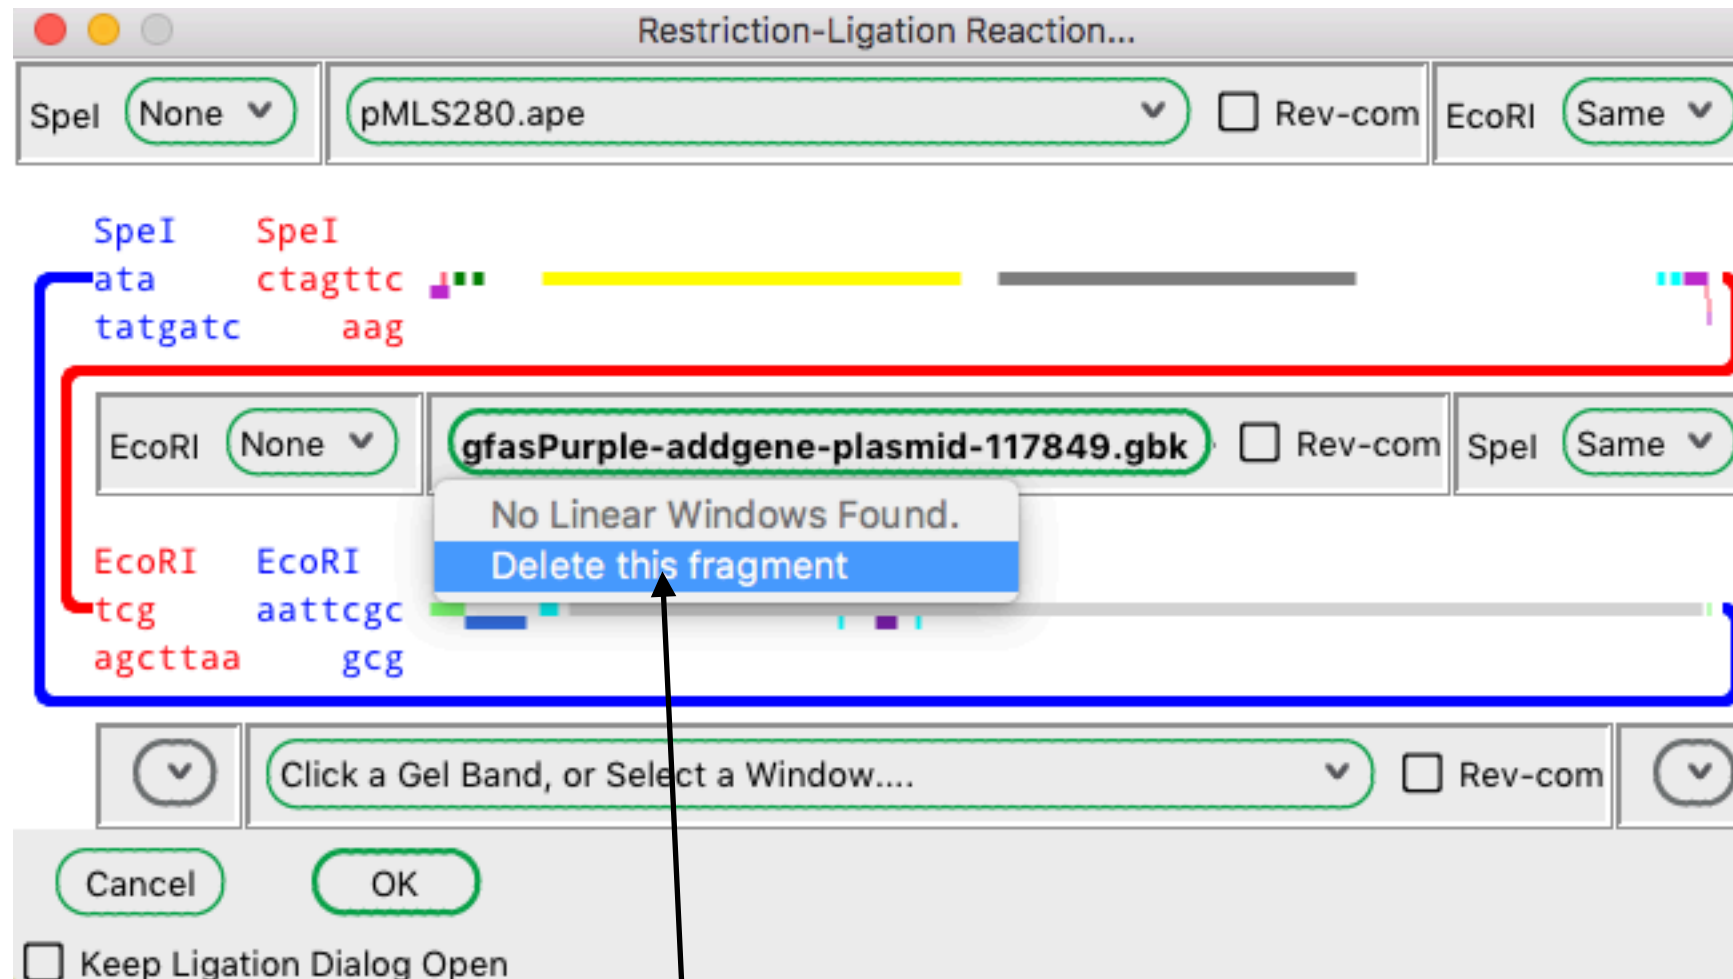 Restriction-Ligation Reaction...
SpeI None pMLS280.ape Rev-com EcoRI Same
SpeI SpeI
ata ctagttc
tatgatc aag
EcoRI None gfasPurple-addgene-plasmid-117849.gbk Rev-com SpeI Same
No Linear Windows Found.
Delete this fragment
EcoRI EcoRI
tcg aattcgc
agcttaa gcg
Click a Gel Band, or Select a Window.... Rev-com
Cancel OK
Keep Ligation Dialog Open